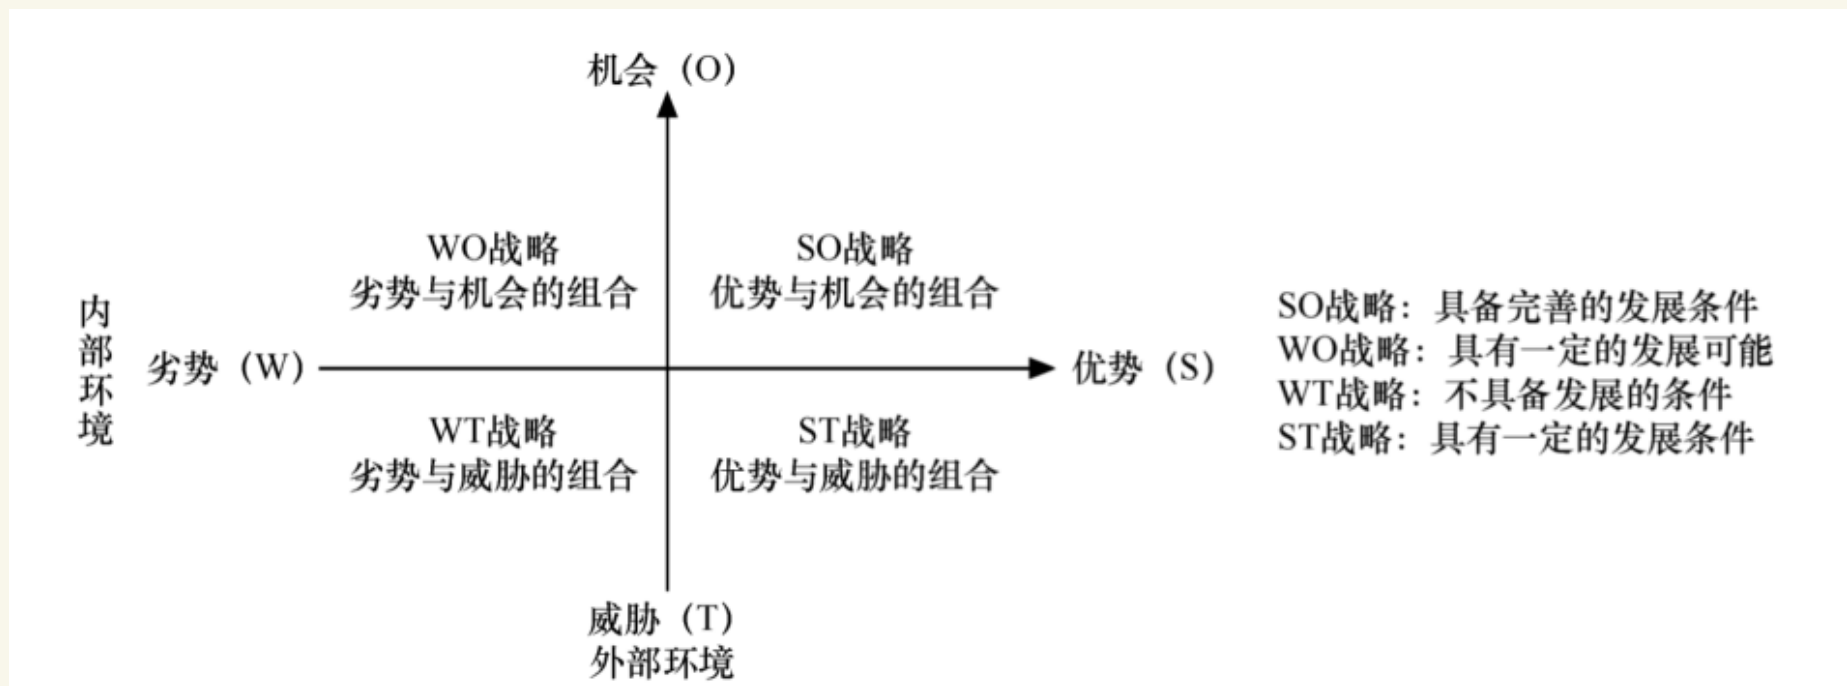 机会（O）
WO战略
劣势与机会的组合
SO战略
优势与机会的组合
内部环境
劣势（W）
优势（S）
WT战略
劣势与威胁的组合
ST战略
优势与威胁的组合
威胁（T）
外部环境
SO战略：具备完善的发展条件
WO战略：具有一定的发展可能
WT战略：不具备发展的条件
ST战略：具有一定的发展条件